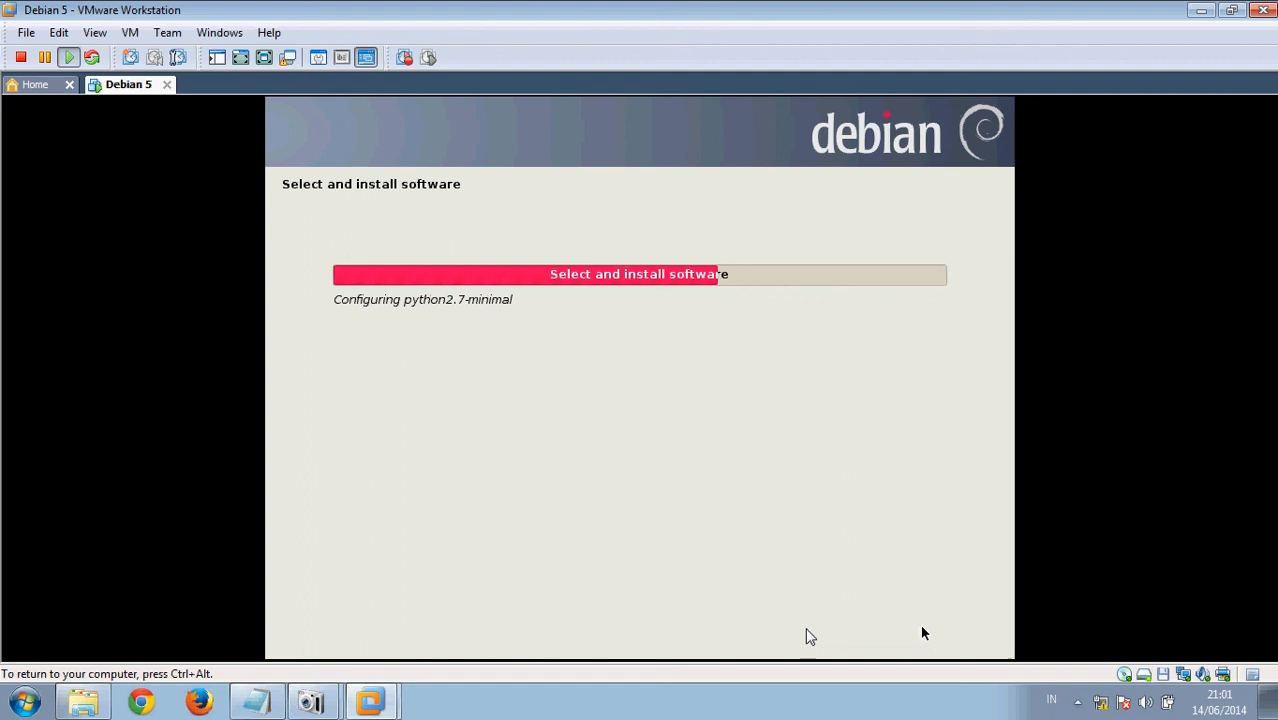 Debian 5 - VMware Workstation
File Edit View VM Team Windows Help
Home Debian 5
debian
Select and install software
Select and install software
Configuring python2.7-minimal
To return to your computer, press Ctrl+Alt.
IN
21:01
14/06/2014